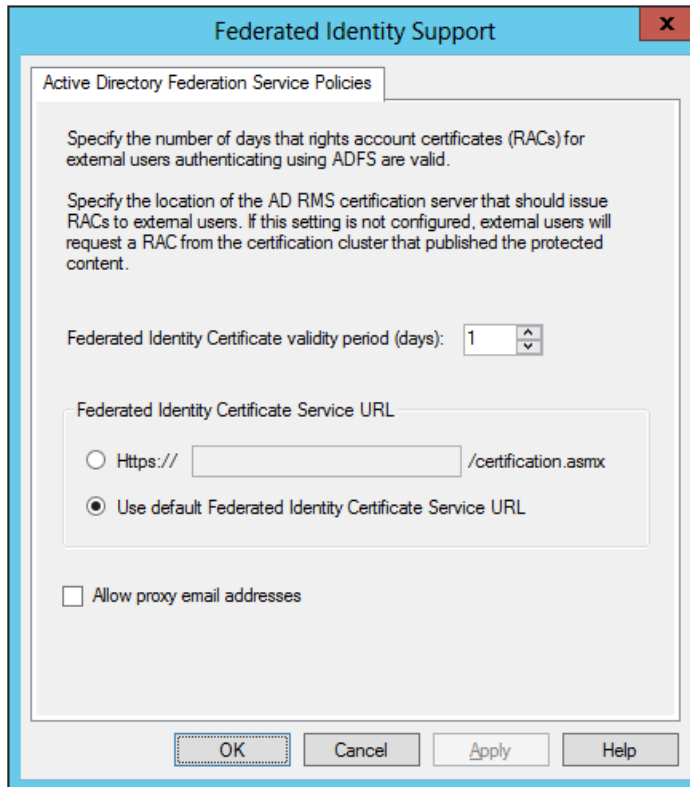 Federated Identity Support
x
Active Directory Federation Service Policies
Specify the number of days that rights account certificates (RACs) for
external users authenticating using ADFS are valid.
Specify the location of the AD RMS certification server that should issue
RACs to external users. If this setting is not configured, external users will
request a RAC from the certification cluster that published the protected
content.
Federated Identity Certificate validity period (days): 1
Federated Identity Certificate Service URL
Https:// /certification.asmx
Use default Federated Identity Certificate Service URL
Allow proxy email addresses
OK Cancel Apply Help